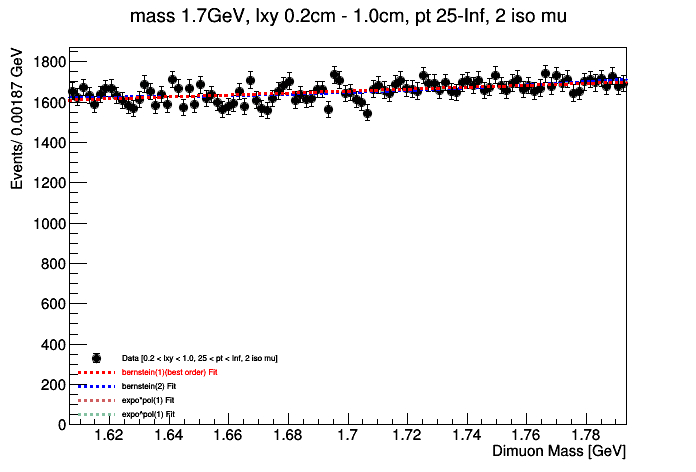 mass 1.7GeV, lxy 0.2cm - 1.0cm, pt 25-Inf, 2 iso mu
Events/ 0.00187 GeV
1800
1600
1400
1200
1000
800
600
400
200
0
Data [0.2 < lxy < 1.0, 25 < pt < Inf, 2 iso mu]
bernstein(1)(best order) Fit
bernstein(2) Fit
expo*pol(1) Fit
expo^pol(1) Fit
1.62 1.64 1.66 1.68 1.7 1.72 1.74 1.76 1.78
Dimuon Mass [GeV]